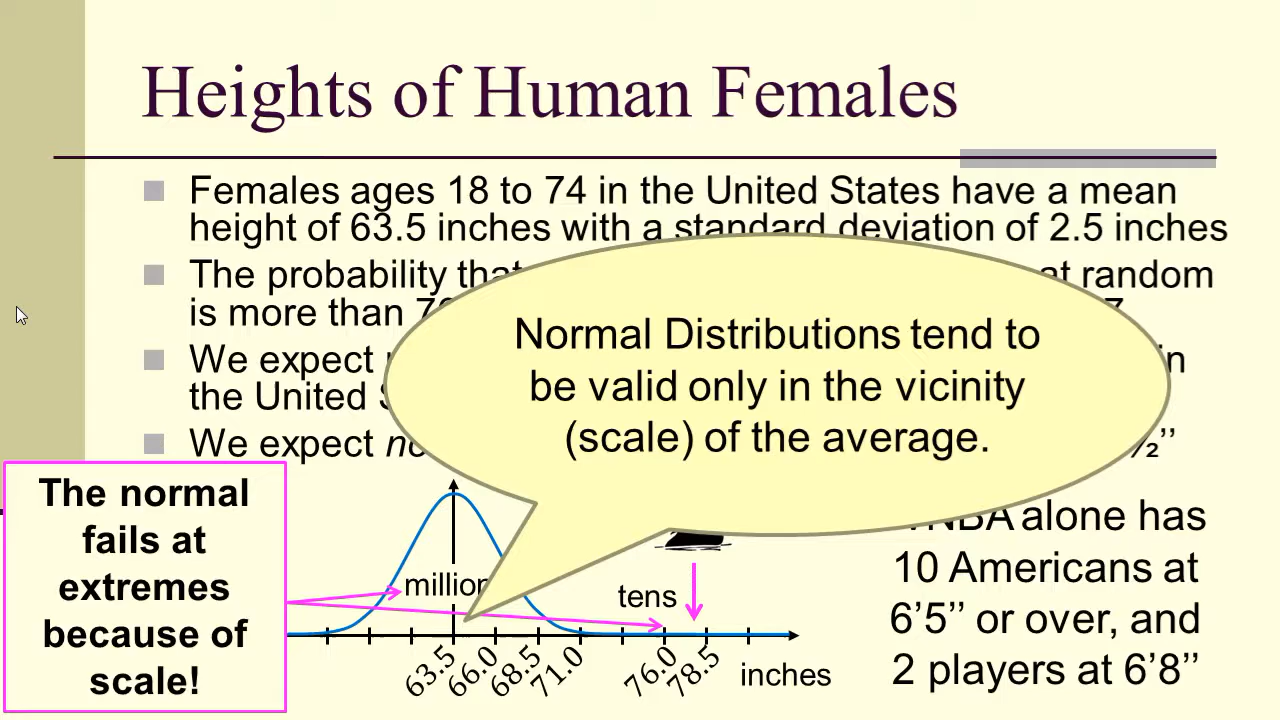 Heights of Human Females
Females ages 18 to 74 in the United States have a mean
height of 63.5 inches with a standard deviation of 2.5 inches
The probability that at random
is more than
We expect in
the United
We expect
Normal Distributions tend to
be valid only in the vicinity
(scale) of the average.
The normal
fails at
extremes
because of
scale!
alone has
10 Americans at
6’5’’ or over, and
2 players at 6’8’’
tens
63.5
66.0
68.5
71.0
76.0
78.5
inches